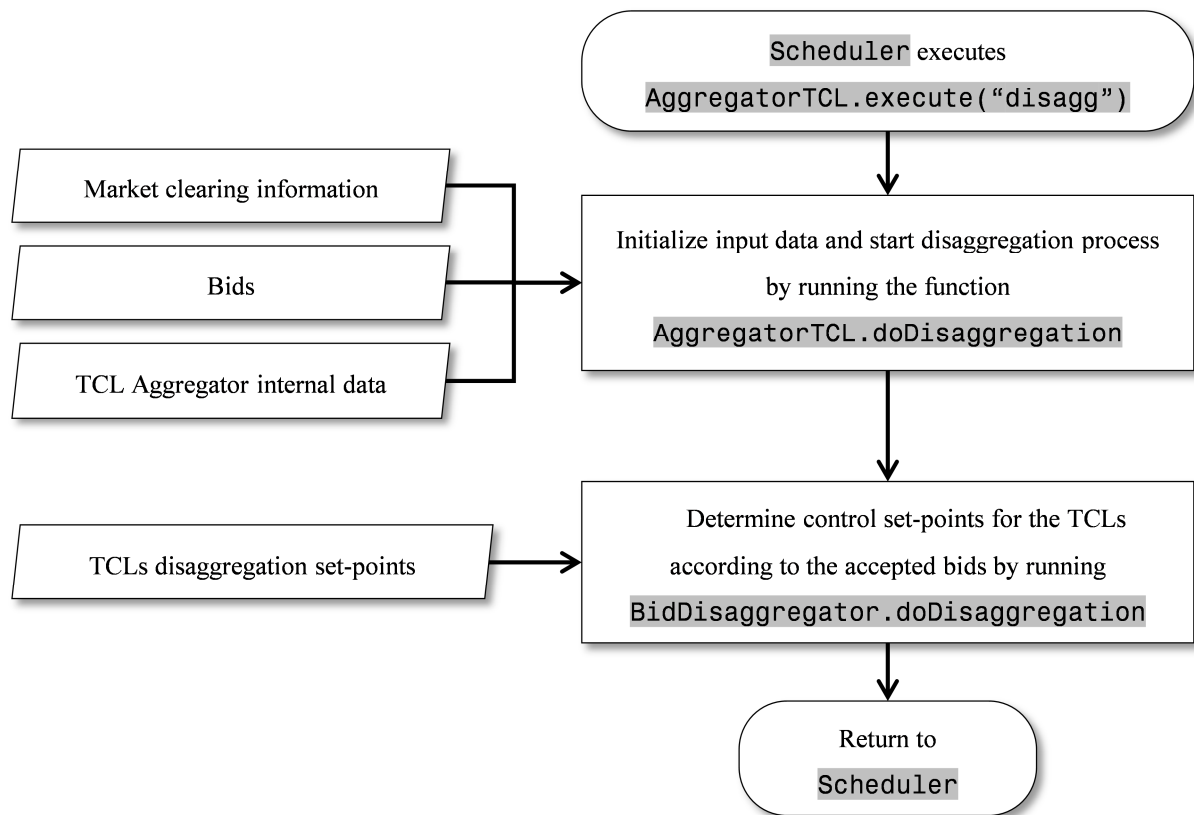 Scheduler executes
AggregatorTCL.execute(“disagg”)
Market clearing information
Bids
TCL Aggregator internal data
Initialize input data and start disaggregation process
by running the function
AggregatorTCL.doDisaggregation
TCLs disaggregation set-points
Determine control set-points for the TCLs
according to the accepted bids by running
BidDisaggregator.doDisaggregation
Return to
Scheduler